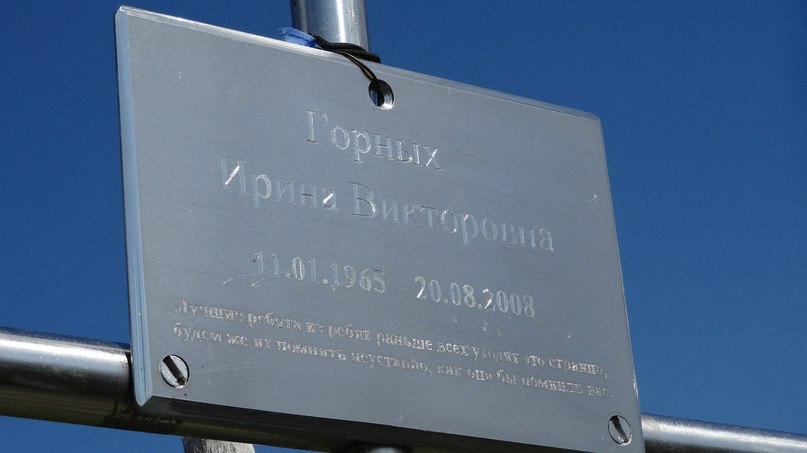 Горных
Ирина Викторовна
11.01.1965 20.08.2008
Лучшие ребята из ребят раньше всех уходят это странно,
будем же их помнить неустанно, как они бы помнили нас.